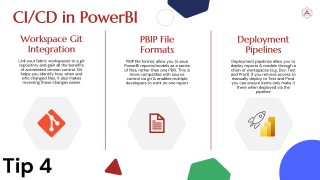 CI/CD in PowerBI
Workspace Git
Integration
Link your fabric workspaces to a git
repository and gain all the benefits
of automated version control. Git
helps you identify how, when and
who changed files. It also makes
reversing those changes easier
PBIP File
Formats
PBIP file format allow you to save
PowerBI reports/models as a series
of files, rather than one PBIX. This is
more compatible with source
control via git & enables multiple
developers to work on one report
Deployment
Pipelines
Deployment pipelines allow you to
deploy reports & models through a
chain of workspaces (e.g. Dev, Test
and Prod). If you remove access to
manually deploy to Test and Prod,
you can ensure items only make it
there when deployed via the
pipeline
Tip 4